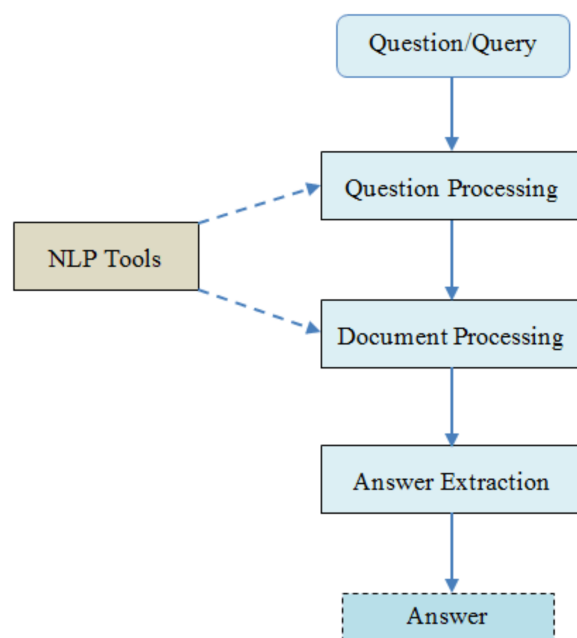 Question/Query
Question Processing
NLP Tools
Document Processing
Answer Extraction
Answer